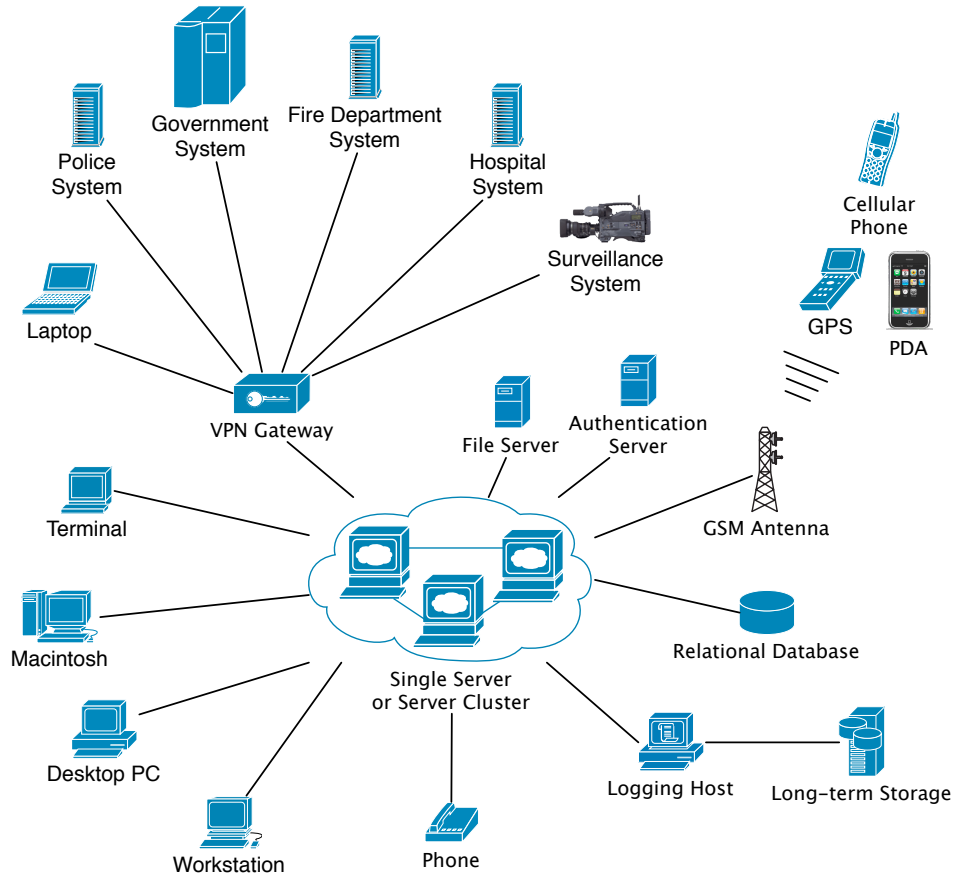 Government
System
Fire Department
System
Police
System
Hospital
System
Cellular
Phone
Surveillance
System
Laptop
GPS
PDA
VPN Gateway
File Server
Authentication
Server
Terminal
GSM Antenna
Macintosh
Relational Database
Single Server
or Server Cluster
Desktop PC
Logging Host
Long-term Storage
Workstation
Phone